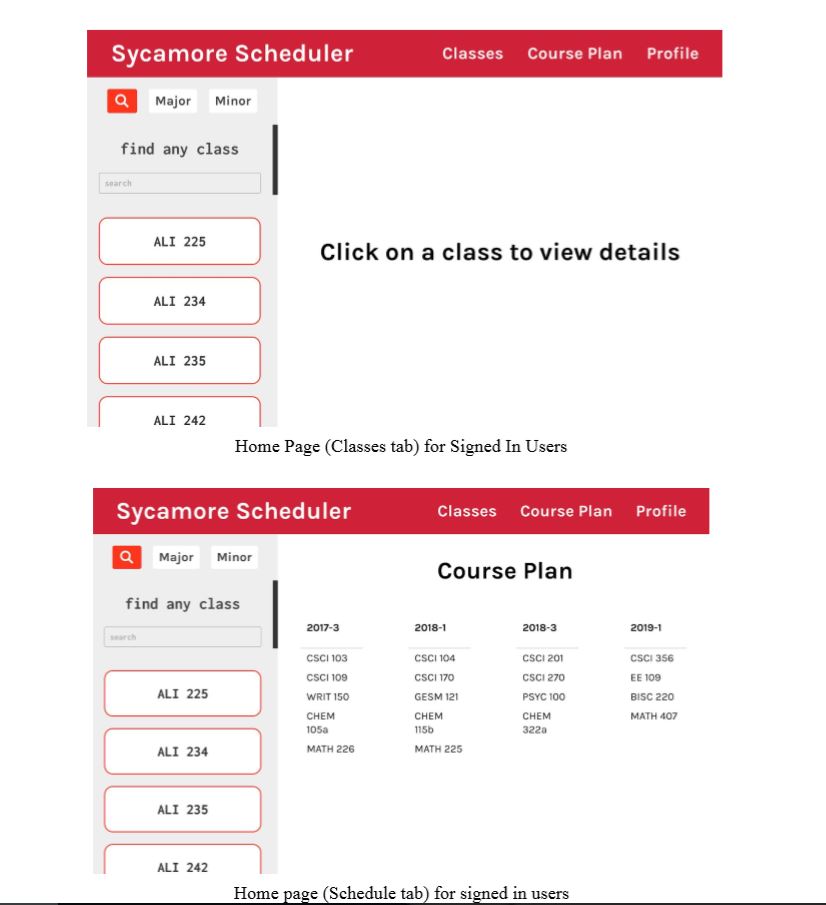 Sycamore Scheduler Classes Course Plan Profile
Major Minor
find any class
search
ALI 225
ALI 234
ALI 235
ALI 242
Click on a class to view details
Home Page (Classes tab) for Signed In Users
Sycamore Scheduler Classes Course Plan Profile
Major Minor
find any class
search
ALI 225
ALI 234
ALI 235
ALI 242
Course Plan
2017-3 2018-1 2018-3 2019-1
CSCI 103 CSCI 104 CSCI 201 CSCI 356
CSCI 109 CSCI 170 CSCI 270 EE 109
WRIT 150 GESM 121 PSYC 100 BISC 220
CHEM CHEM CHEM MATH 407
105a 115b 322a
MATH 226 MATH 225
Home page (Schedule tab) for signed in users